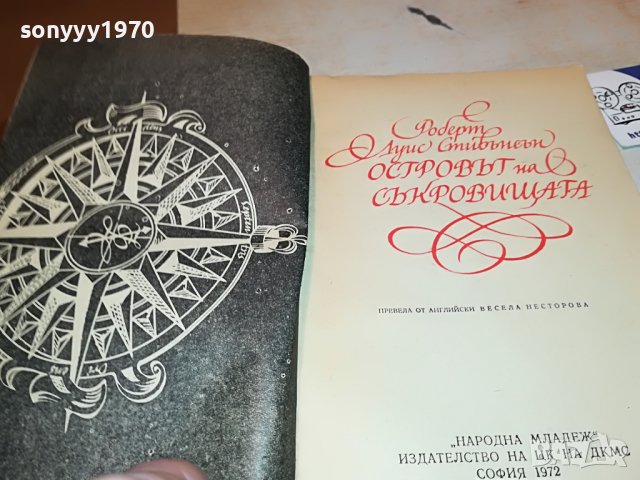 sonyyy1970
Роберт
Луис Стивънсън
ОСТРОВЪТ на
СЪКРОВИЩАТА
ПРЕВЕЛА ОТ АНГЛИЙСКИ ВЕСЕЛА НЕСТОРОВА
„НАРОДНА МЛАДЕЖ“
ИЗДАТЕЛСТВО НА ЦК НА ДКМС
СОФИЯ 1972